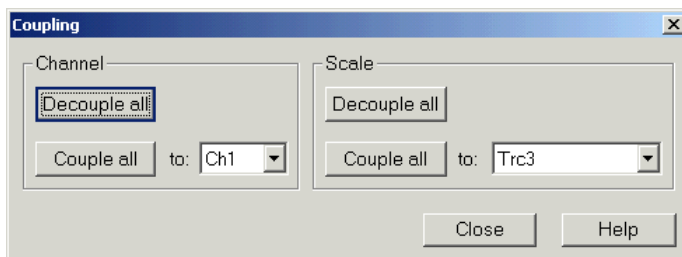 Coupling
Channel Scale
Decouple all Decouple all
Couple all to: Ch1 Couple all to: Trc3
Close Help